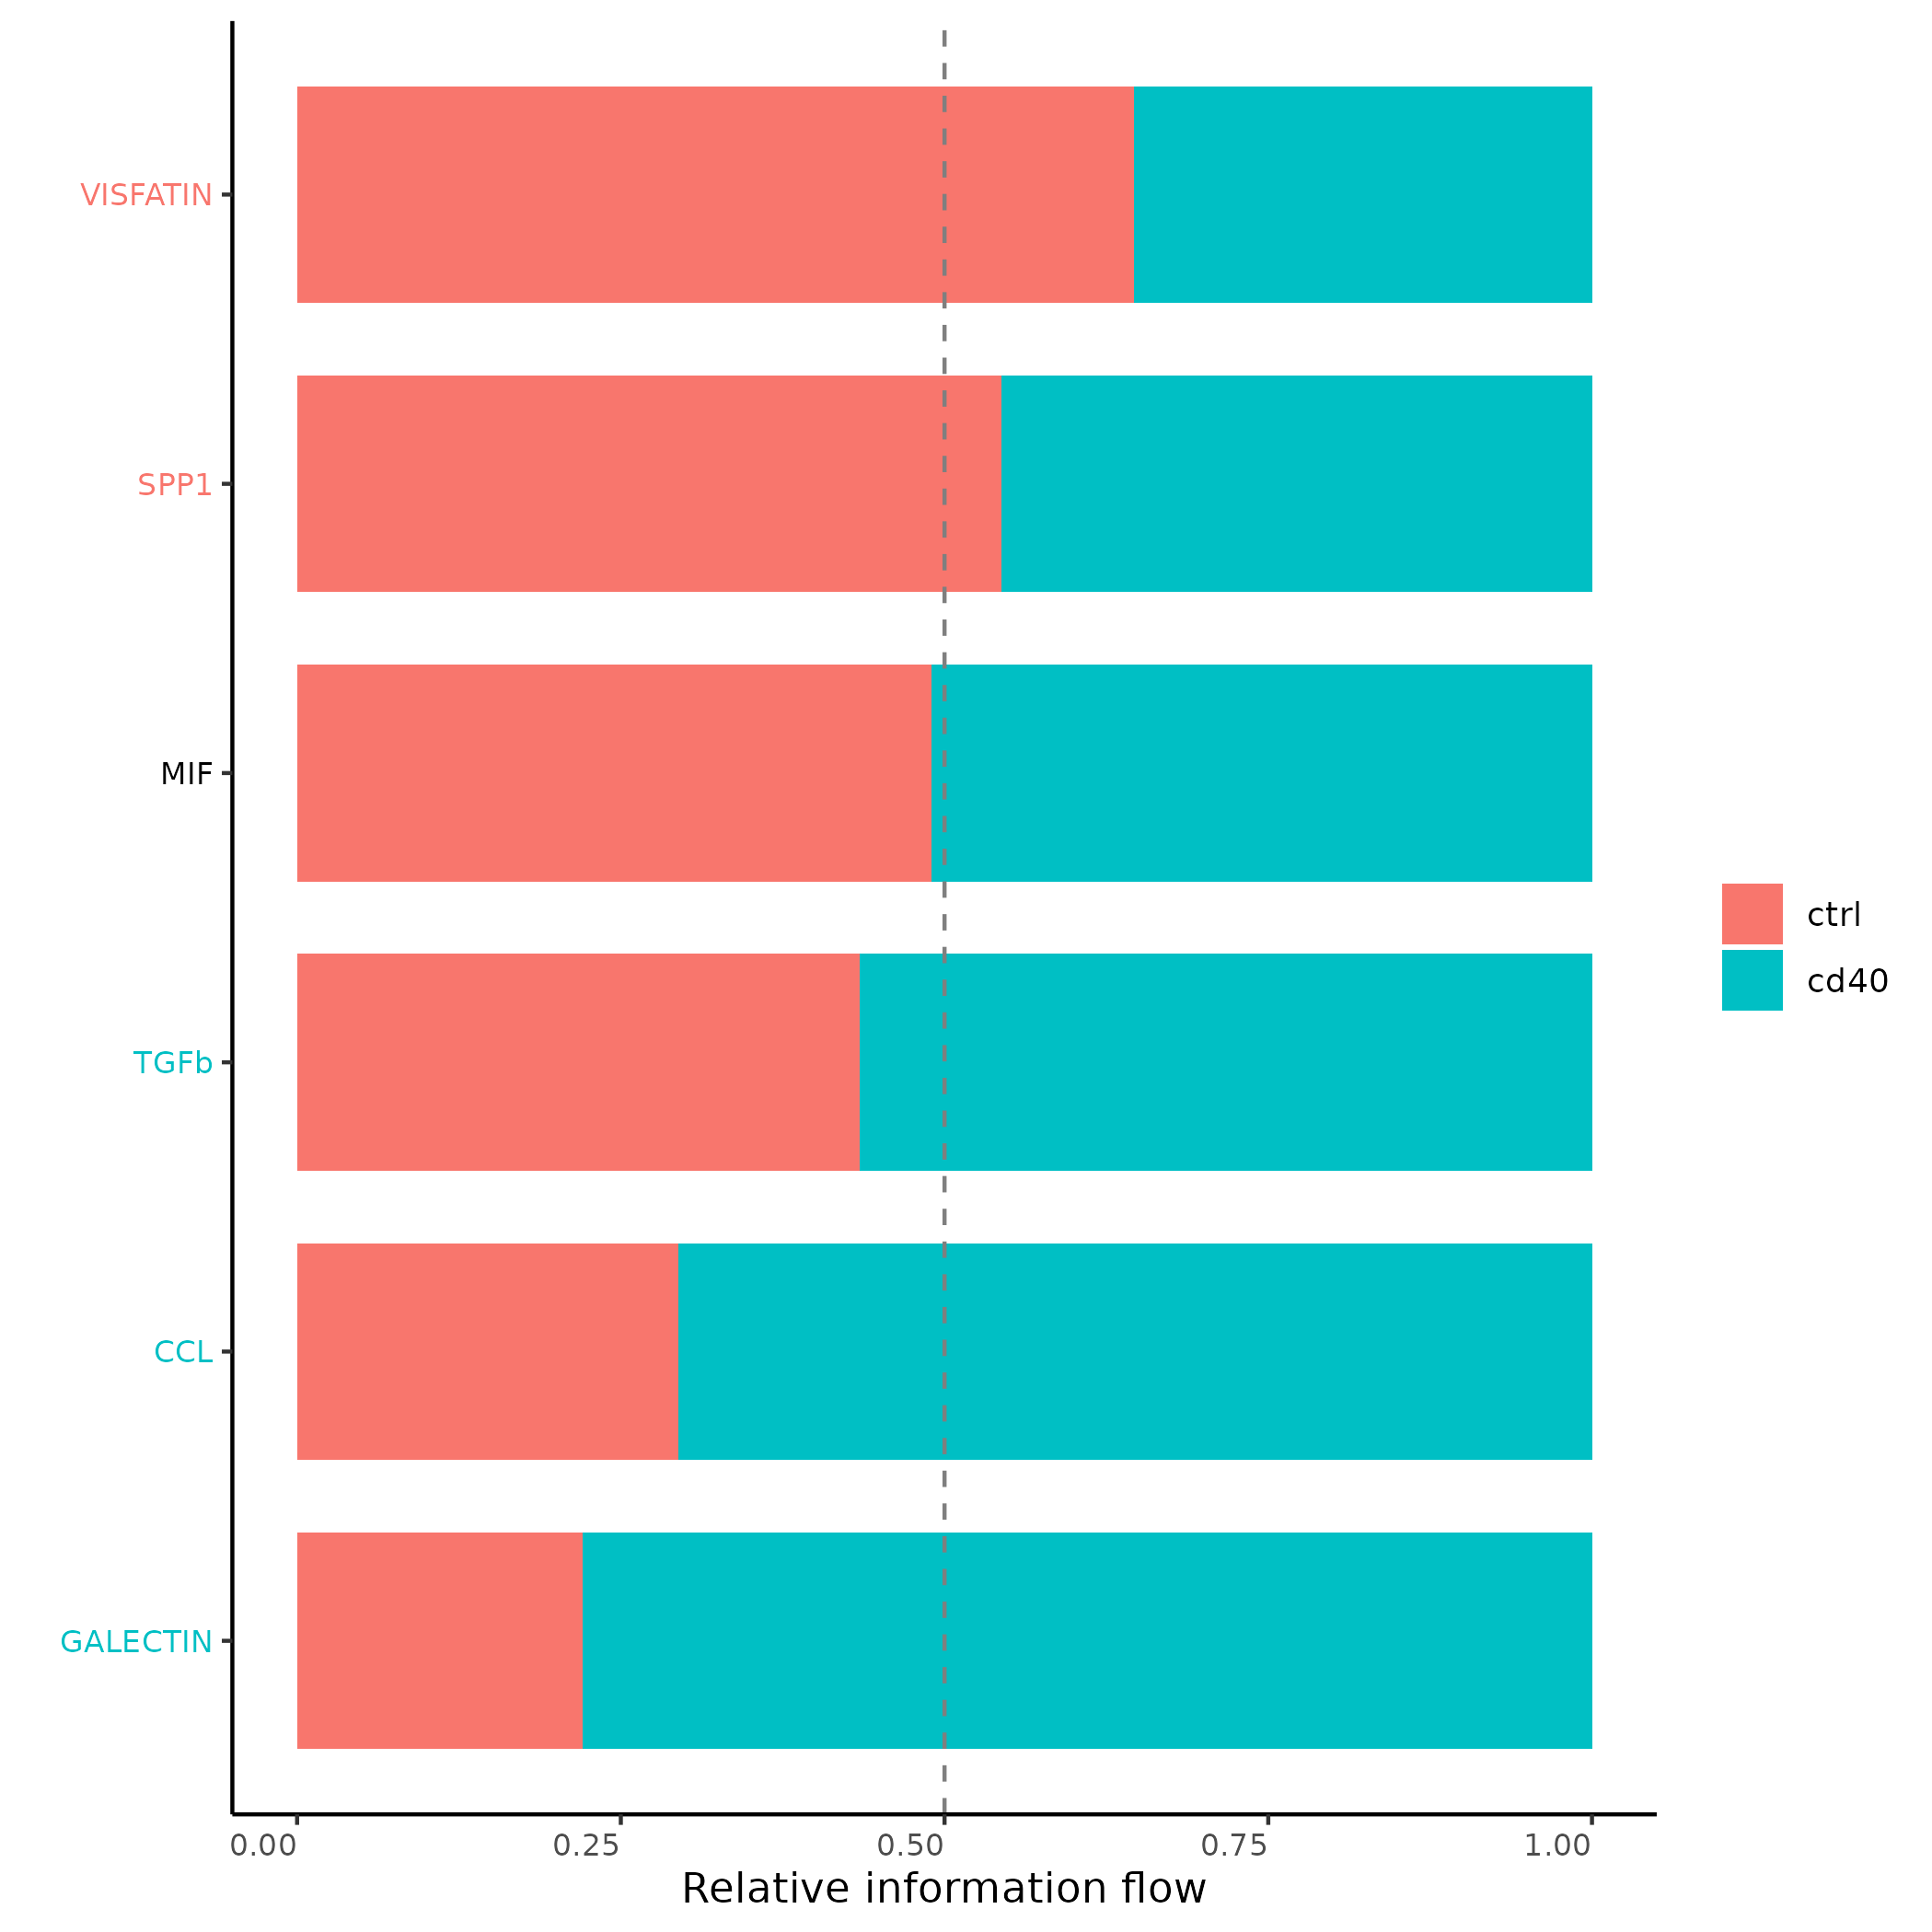 VISFATIN
SPP1
MIF
TGFb
CCL
GALECTIN
ctrl
cd40
0.00 0.25 0.50 0.75 1.00
Relative information flow